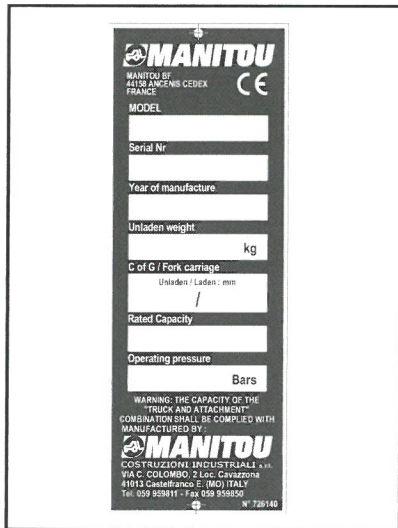 MANITOU
MANITOU BF
44158 ANCENIS CEDEX
FRANCE
CE
MODEL
Serial Nr
Year of manufacture
Unladen weight
kg
C of G / Fork carriage
Unladen / Laden : mm
/
Rated Capacity
Operating pressure
Bars
WARNING: THE CAPACITY OF THE
"TRUCK AND ATTACHMENT"
COMBINATION SHALL BE COMPLIED WITH
MANUFACTURED BY :
MANITOU
COSTRUZIONI INDUSTRIALI s.r.l.
VIA C. COLOMBO, 2 Loc. Cavazzona
41013 Castelfranco E. (MO) ITALY
Tel. 059 959811 - Fax 059 959850
N° 726140